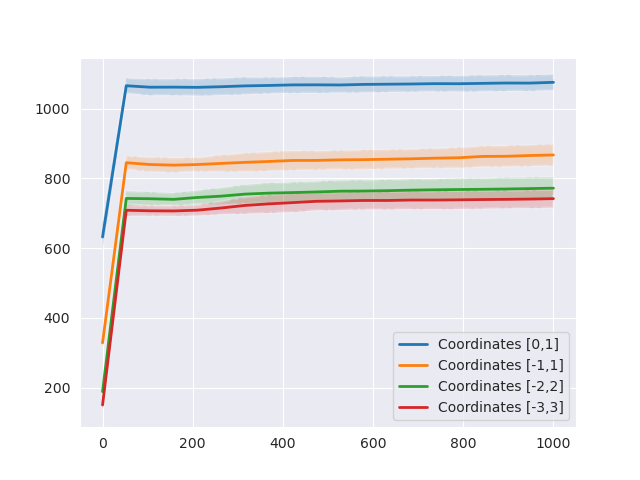 1000
800
600
400
200
0 200 400 600 800 1000
Coordinates [0,1]
Coordinates [-1,1]
Coordinates [-2,2]
Coordinates [-3,3]